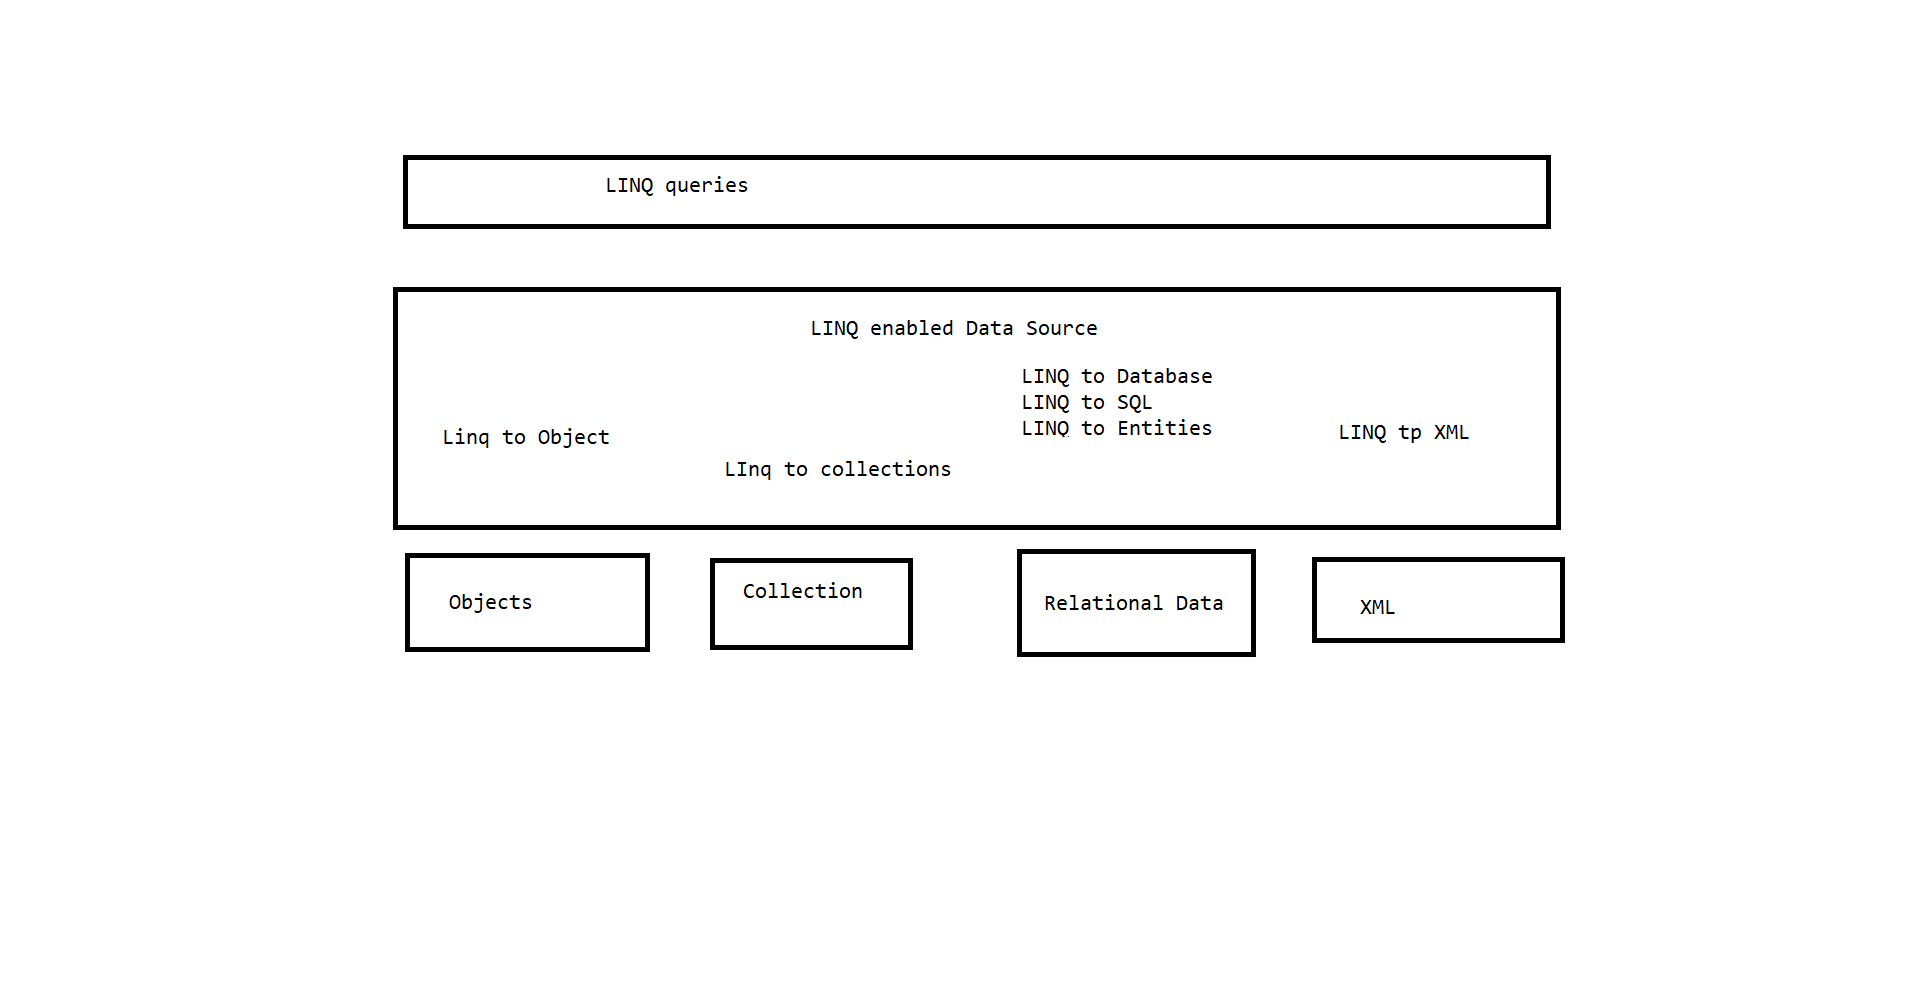 LINQ queries
LINQ enabled Data Source
LINQ to Database
LINQ to SQL
LINQ to Entities
Linq to Object
LINQ tp XML
LInq to collections
Objects
Collection
Relational Data
XML